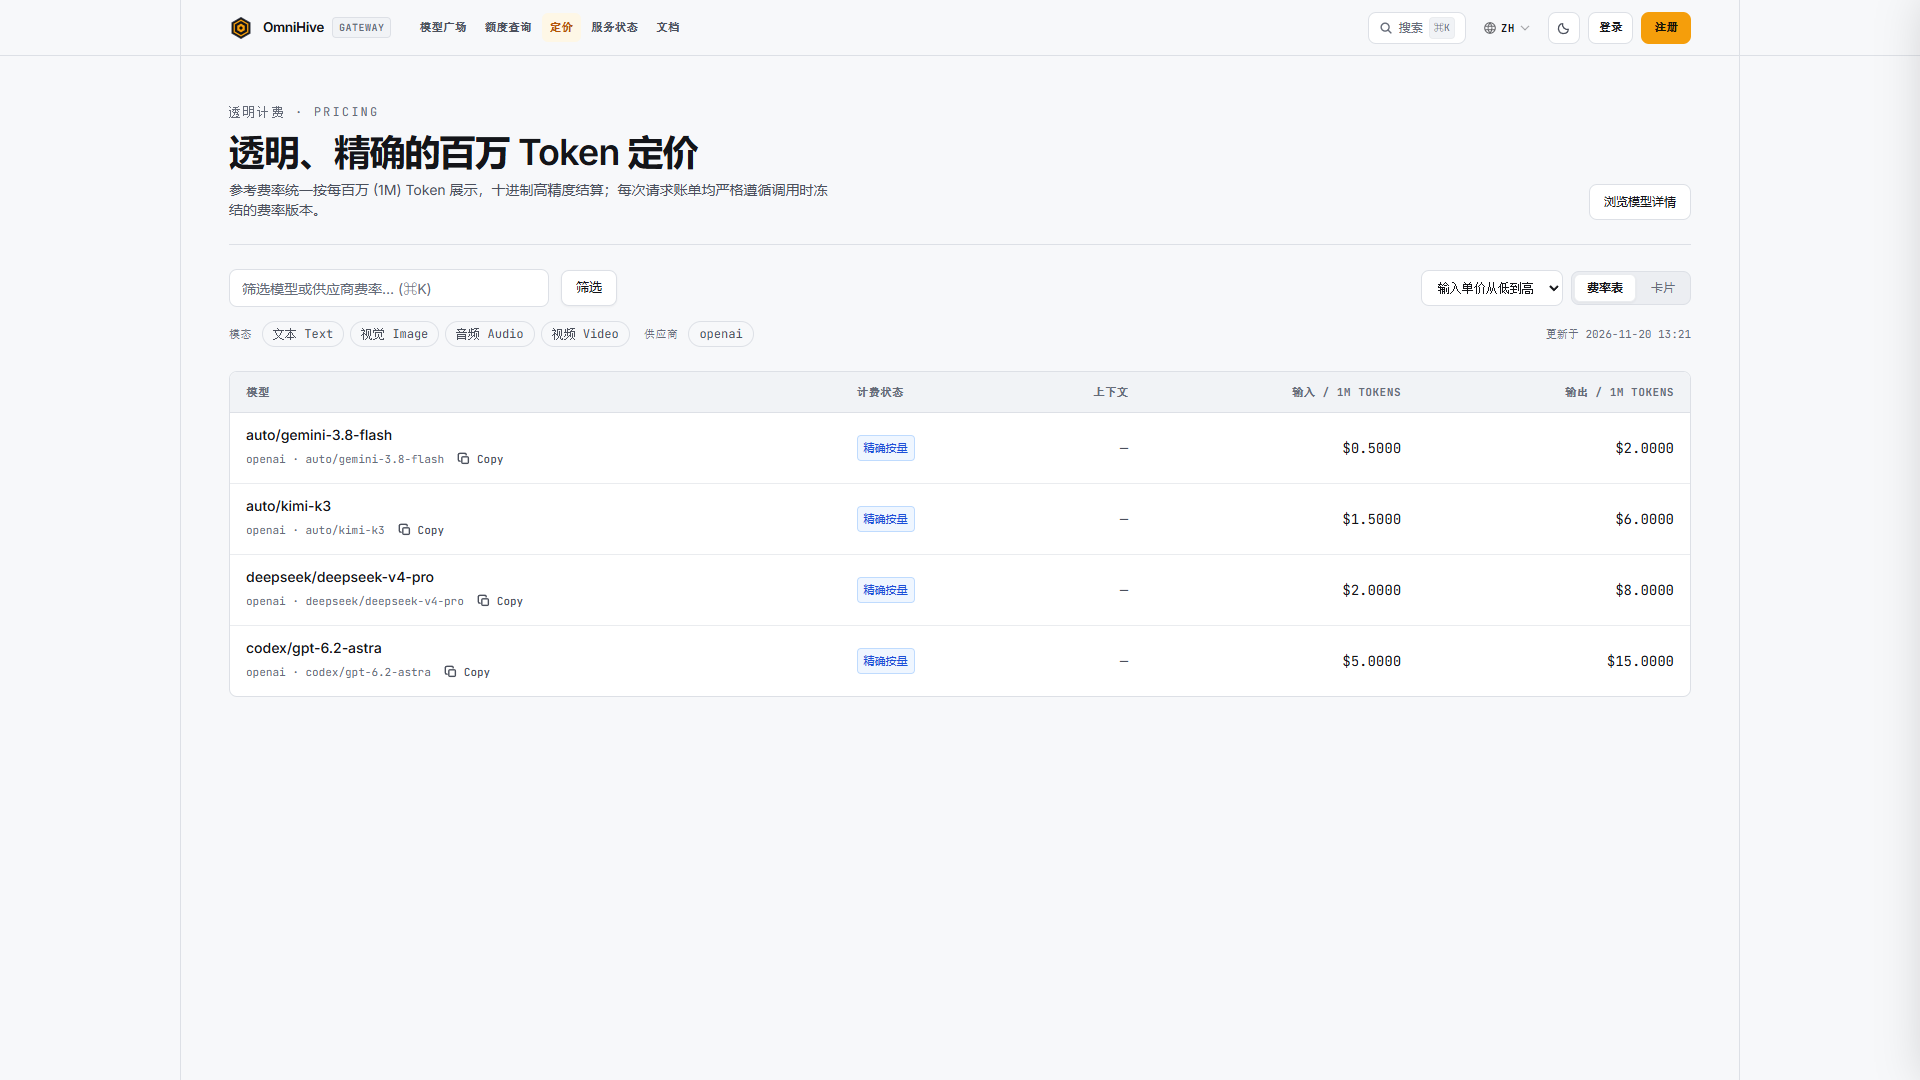 OmniHive GATEWAY 模型广场 额度查询 定价 服务状态 文档 搜索 ⌘K ZH 登录 注册
透明计费 · PRICING
透明、精确的百万 Token 定价
参考费率统一按每百万 (1M) Token 展示，十进制高精度结算；每次请求账单均严格遵循调用时冻
结的费率版本。
浏览模型详情
筛选模型或供应商费率... (⌘K) 筛选 输入单价从低到高 费率表 卡片
模态 文本 Text 视觉 Image 音频 Audio 视频 Video 供应商 openai 更新于 2026-11-20 13:21
模型 计费状态 上下文 输入 / 1M TOKENS 输出 / 1M TOKENS
auto/gemini-3.8-flash
openai · auto/gemini-3.8-flash Copy 精确按量 — $0.5000 $2.0000
auto/kimi-k3
openai · auto/kimi-k3 Copy 精确按量 — $1.5000 $6.0000
deepseek/deepseek-v4-pro
openai · deepseek/deepseek-v4-pro Copy 精确按量 — $2.0000 $8.0000
codex/gpt-6.2-astra
openai · codex/gpt-6.2-astra Copy 精确按量 — $5.0000 $15.0000